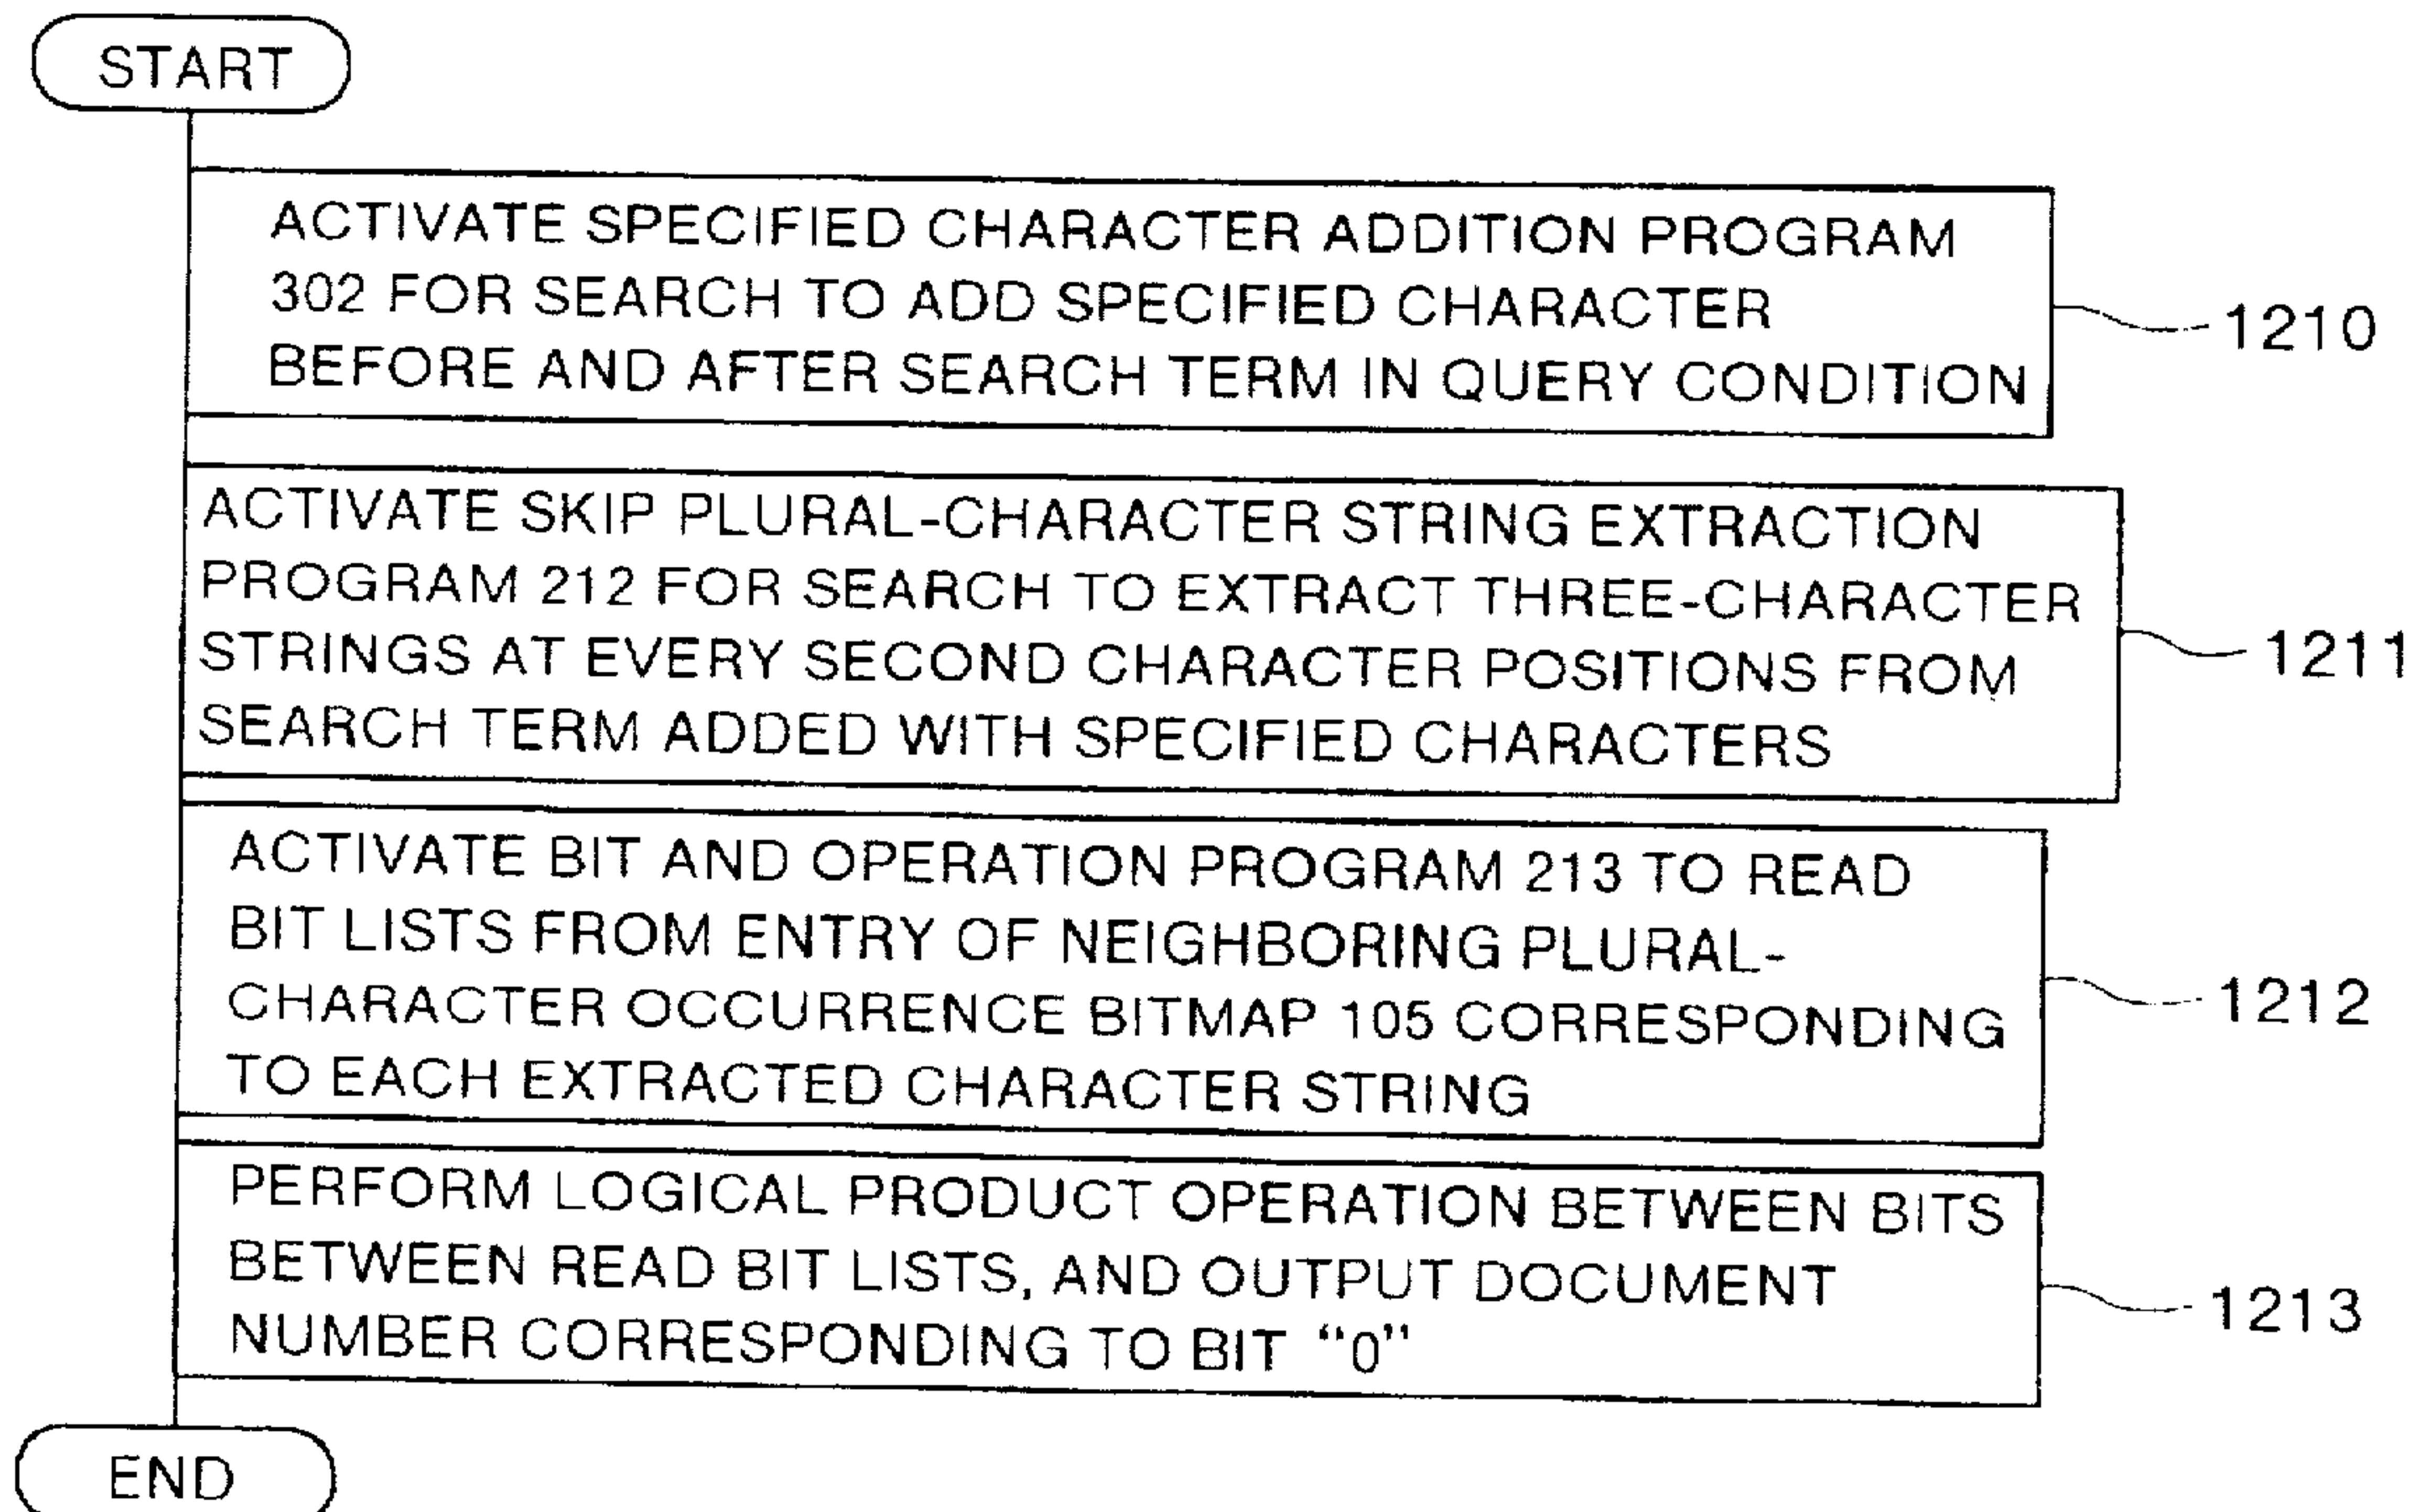 START
ACTIVATE SPECIFIED CHARACTER ADDITION PROGRAM
302 FOR SEARCH TO ADD SPECIFIED CHARACTER
BEFORE AND AFTER SEARCH TERM IN QUERY CONDITION
1210
ACTIVATE SKIP PLURAL-CHARACTER STRING EXTRACTION
PROGRAM 212 FOR SEARCH TO EXTRACT THREE-CHARACTER
STRINGS AT EVERY SECOND CHARACTER POSITIONS FROM
SEARCH TERM ADDED WITH SPECIFIED CHARACTERS
1211
ACTIVATE BIT AND OPERATION PROGRAM 213 TO READ
BIT LISTS FROM ENTRY OF NEIGHBORING PLURAL-
CHARACTER OCCURRENCE BITMAP 105 CORRESPONDING
TO EACH EXTRACTED CHARACTER STRING
1212
PERFORM LOGICAL PRODUCT OPERATION BETWEEN BITS
BETWEEN READ BIT LISTS, AND OUTPUT DOCUMENT
NUMBER CORRESPONDING TO BIT “0”
1213
END